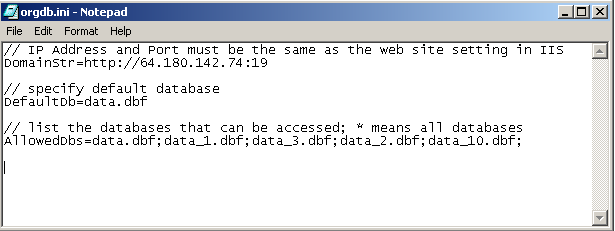 orgdb.ini - Notepad
File Edit Format Help
// IP Address and Port must be the same as the web site setting in IIS
DomainStr=http://64.180.142.74:19
// specify default database
DefaultDb=data.dbf
// list the databases that can be accessed; * means all databases
AllowedDbs=data.dbf;data_1.dbf;data_3.dbf;data_2.dbf;data_10.dbf;